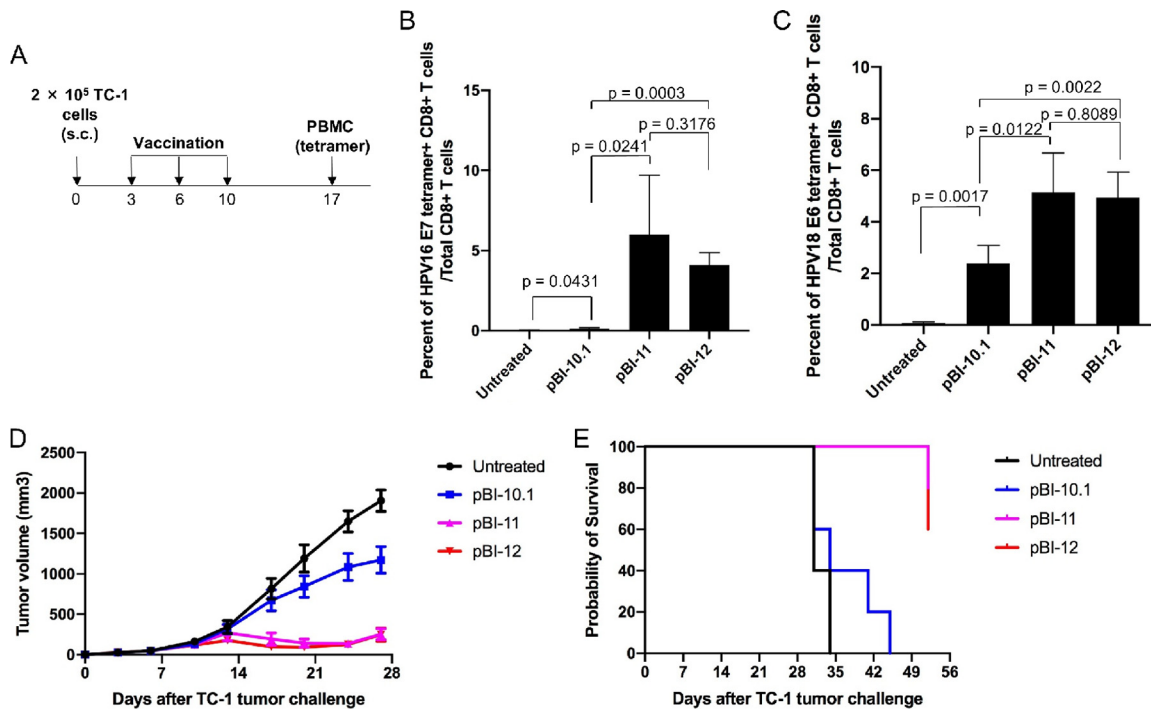 A
2 × 10⁵ TC-1
cells
(s.c.)
Vaccination
PBMC
(tetramer)
0 3 6 10 17
B
Percent of HPV16 E7 tetramer+ CD8+ T cells
/Total CD8+ T cells
15
10
5
0
p = 0.0003
p = 0.3176
p = 0.0241
p = 0.0431
Untreated
pBI-10.1
pBI-11
pBI-12
C
Percent of HPV18 E6 tetramer+ CD8+ T cells
/Total CD8+ T cells
10
8
6
4
2
0
p = 0.0022
p = 0.8089
p = 0.0122
p = 0.0017
Untreated
pBI-10.1
pBI-11
pBI-12
D
Tumor volume (mm3)
2500
2000
1500
1000
500
0
0 7 14 21 28
Days after TC-1 tumor challenge
Untreated
pBI-10.1
pBI-11
pBI-12
E
Probability of Survival
100
80
60
40
20
0
0 7 14 21 28 35 42 49 56
Days after TC-1 tumor challenge
Untreated
pBI-10.1
pBI-11
pBI-12